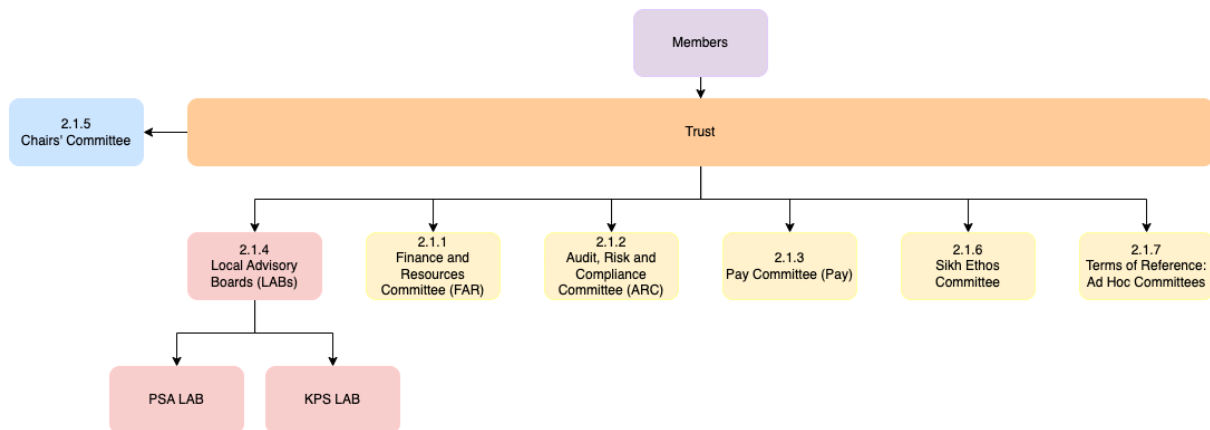 Members
Trust
2.1.5
Chairs' Committee
2.1.4
Local Advisory
Boards (LABs)
2.1.1
Finance and
Resources
Committee (FAR)
2.1.2
Audit, Risk and
Compliance
Committee (ARC)
2.1.3
Pay Committee (Pay)
2.1.6
Sikh Ethos
Committee
2.1.7
Terms of Reference:
Ad Hoc Committees
PSA LAB
KPS LAB